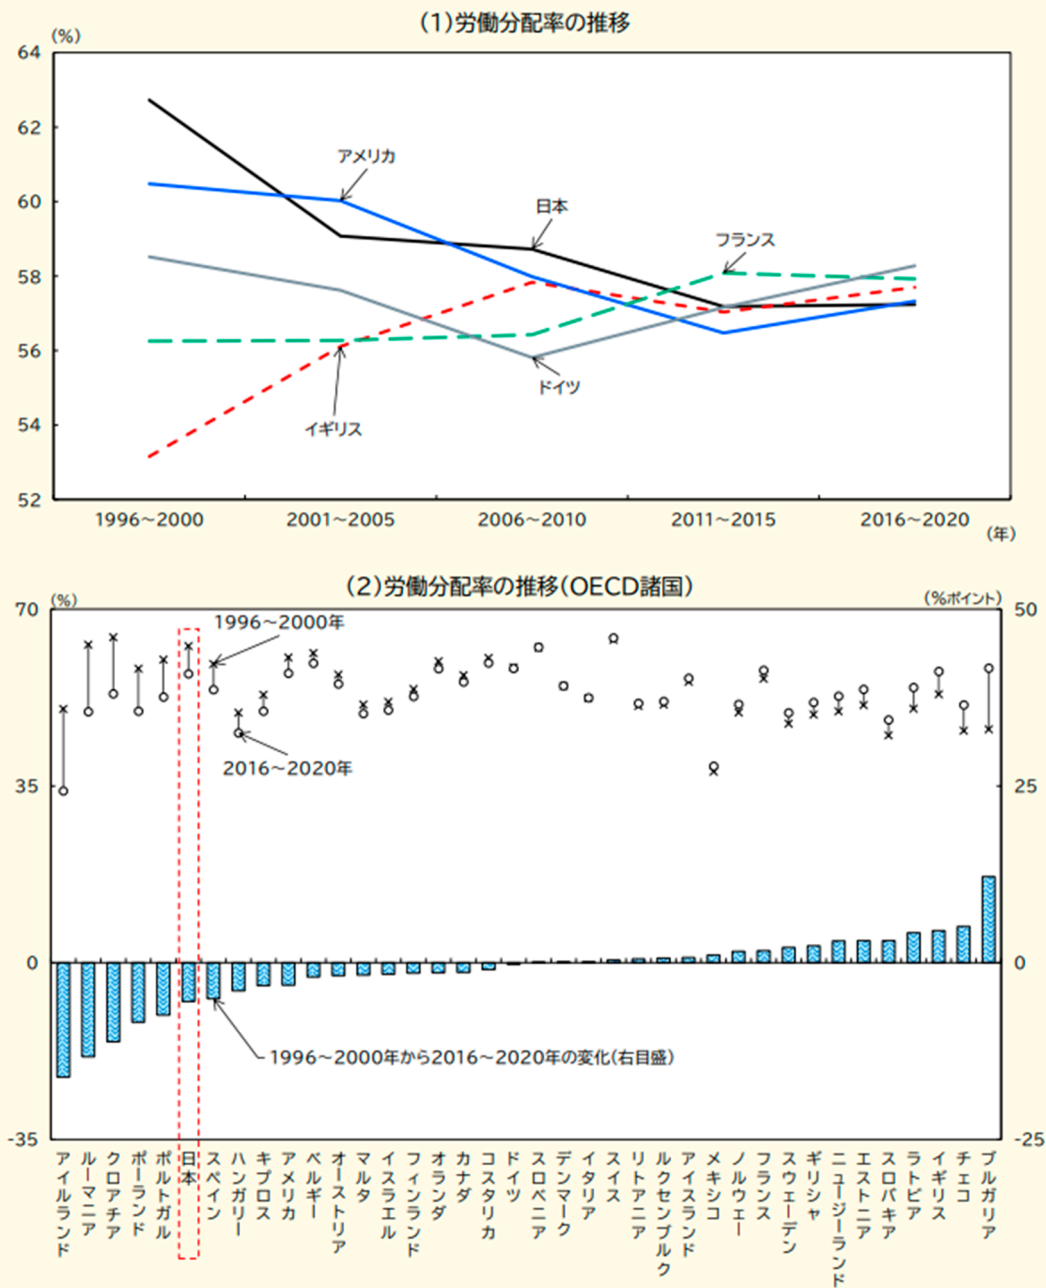 (1)労働分配率の推移
(%)
64
62
60
58
56
54
52
アメリカ
日本
フランス
ドイツ
イギリス
1996~2000
2001~2005
2006~2010
2011~2015
2016~2020
(年)
(2)労働分配率の推移(OECD諸国)
(%)
(%ポイント)
70
35
0
-35
50
25
0
-25
1996~2000年
2016~2020年
1996~2000年から2016~2020年の変化(右目盛)
アイルランド
ルーマニア
クロアチア
ポーランド
ポルトガル
日本
スペイン
ハンガリー
キプロス
アメリカ
ベルギー
オーストリア
マルタ
イスラエル
フィンランド
オランダ
カナダ
コスタリカ
ドイツ
スロベニア
デンマーク
イタリア
スイス
リトアニア
ルクセンブルク
アイスランド
メキシコ
ノルウェー
フランス
スウェーデン
ギリシャ
ニュージーランド
エストニア
スロバキア
ラトビア
イギリス
チェコ
ブルガリア